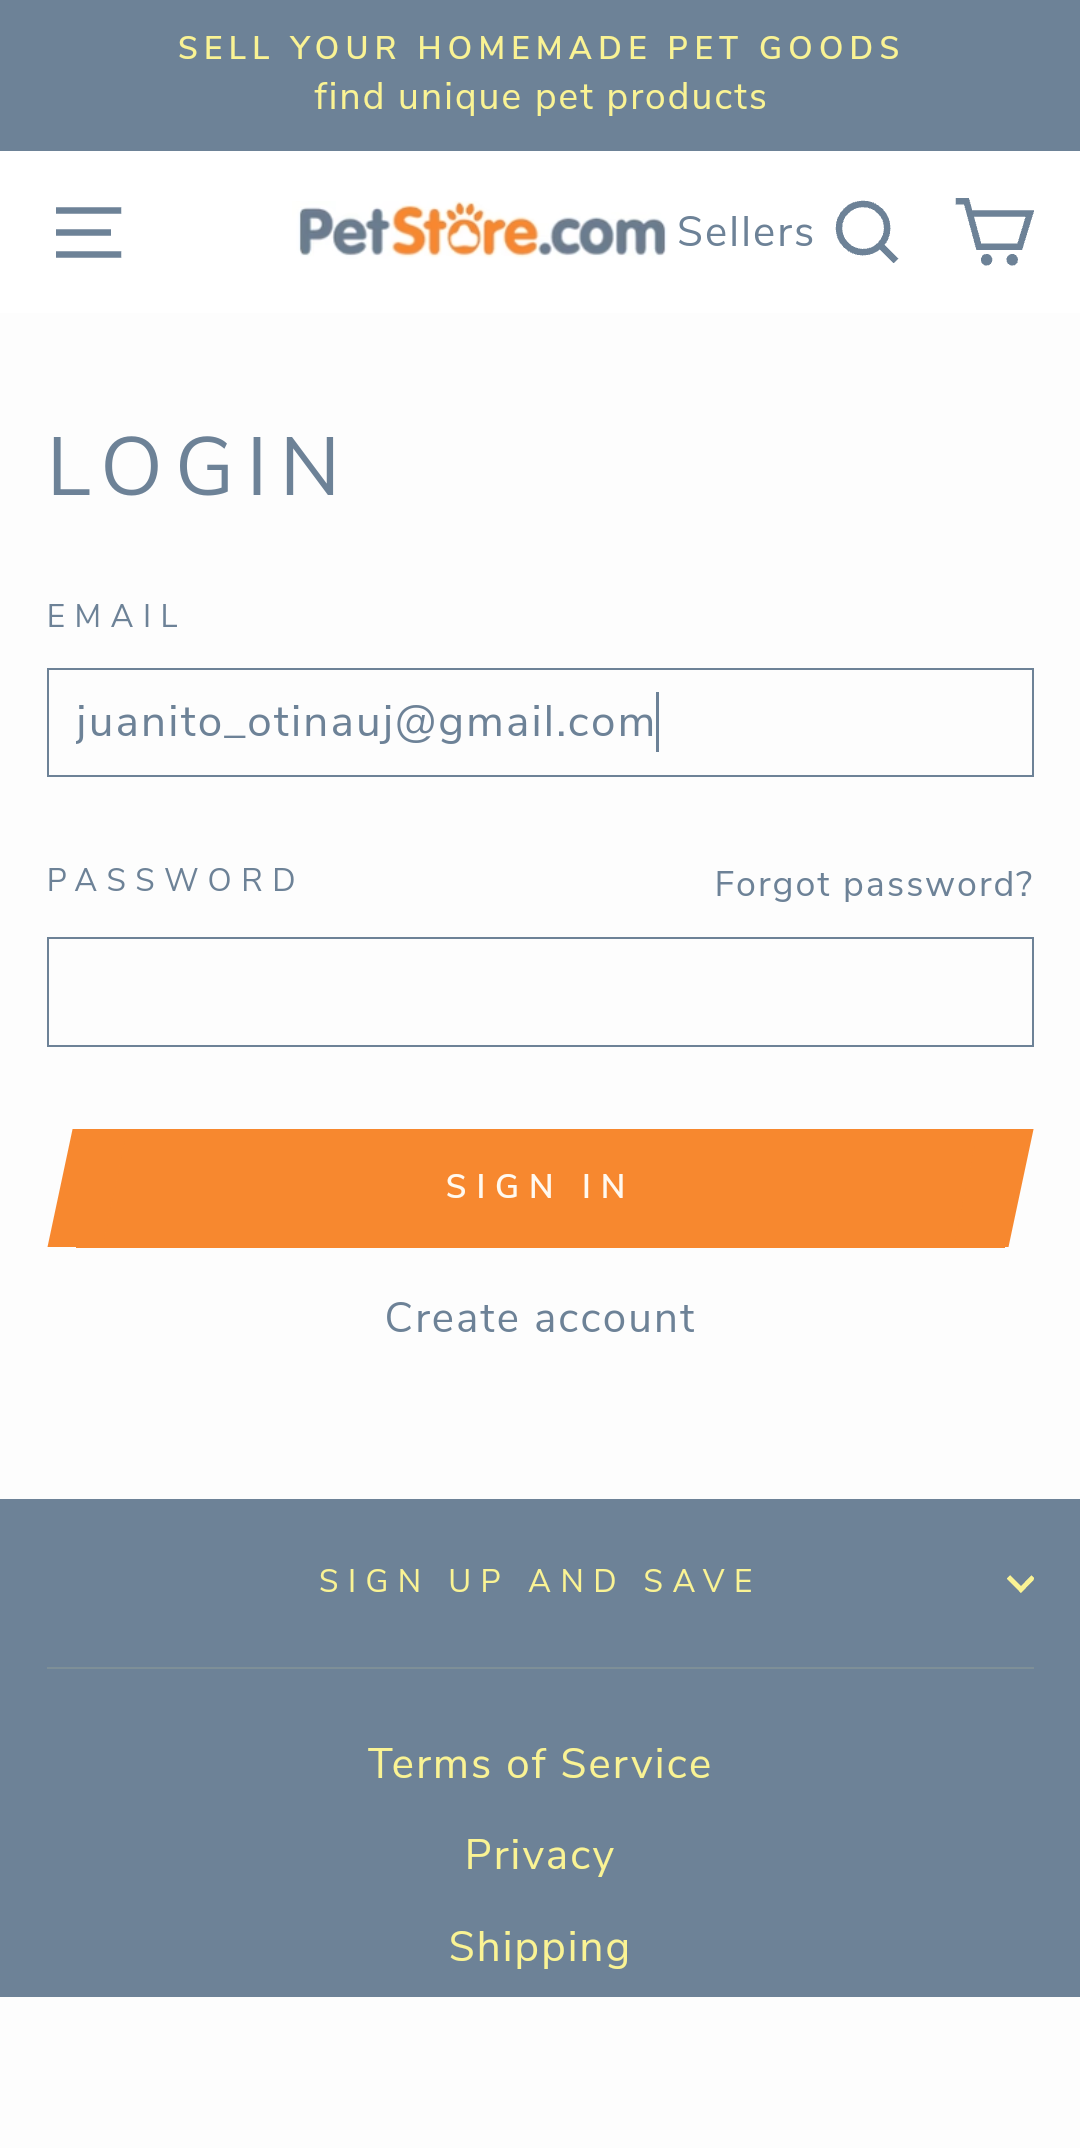 SELL YOUR HOMEMADE PET GOODS
find unique pet products
PetStore.com Sellers
LOGIN
EMAIL
juanito_otinauj@gmail.com
PASSWORD Forgot password?
SIGN IN
Create account
SIGN UP AND SAVE
Terms of Service
Privacy
Shipping